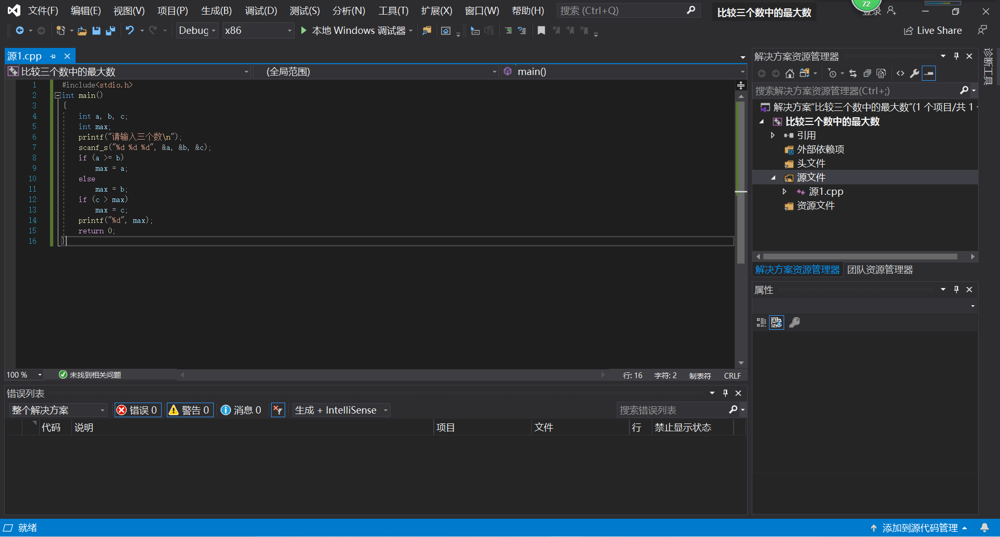 文件(F) 编辑(E) 视图(V) 项目(P) 生成(B) 调试(D) 测试(S) 分析(N) 工具(T) 扩展(X) 窗口(W) 帮助(H) 搜索 (Ctrl+Q) 比较三个数中的最大数 72 登录
Debug x86 本地 Windows 调试器 Live Share
源1.cpp
比较三个数中的最大数 (全局范围) main()
1 #include<stdio.h>
2 int main()
3 {
4 int a, b, c;
5 int max;
6 printf("请输入三个数\n");
7 scanf_s("%d %d %d", &a, &b, &c);
8 if (a >= b)
9 max = a;
10 else
11 max = b;
12 if (c > max)
13 max = c;
14 printf("%d", max);
15 return 0;
16 }
100 % 未找到相关问题 行: 16 字符: 2 制表符 CRLF
错误列表
整个解决方案 错误 0 警告 0 消息 0 生成 + IntelliSense 搜索错误列表
代码 说明 项目 文件 行 禁止显示状态
解决方案资源管理器
搜索解决方案资源管理器(Ctrl+;)
解决方案"比较三个数中的最大数"(1 个项目/共 1
比较三个数中的最大数
引用
外部依赖项
头文件
源文件
源1.cpp
资源文件
解决方案资源管理器 团队资源管理器
属性
诊断工具
就绪 添加到源代码管理